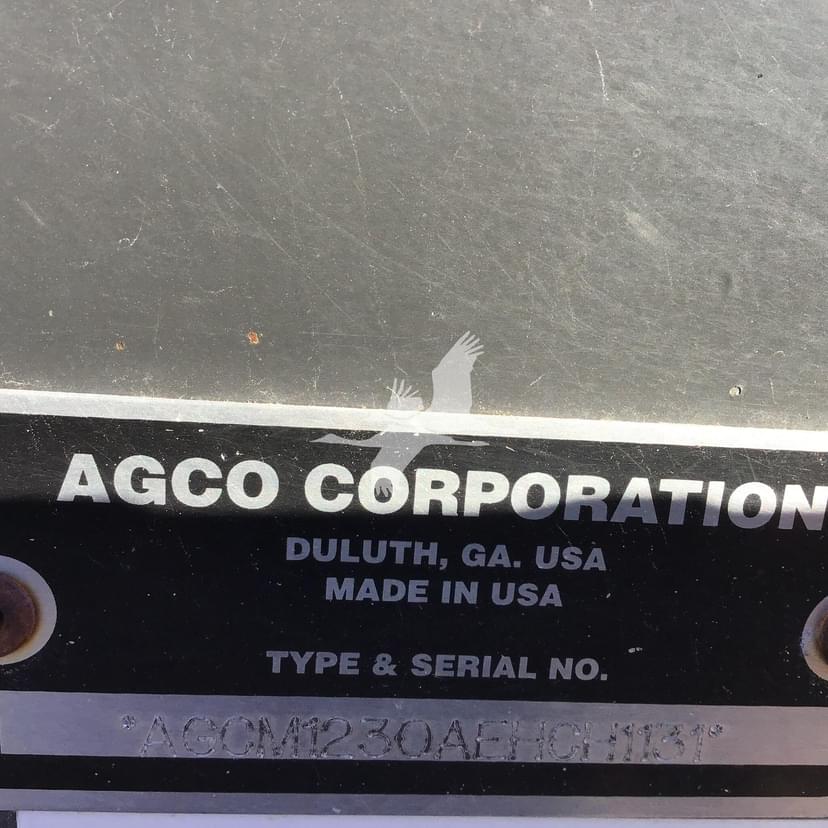 AGCO CORPORATION
DULUTH, GA. USA
MADE IN USA
TYPE & SERIAL NO.
*AGCM1230AEHCH1131*